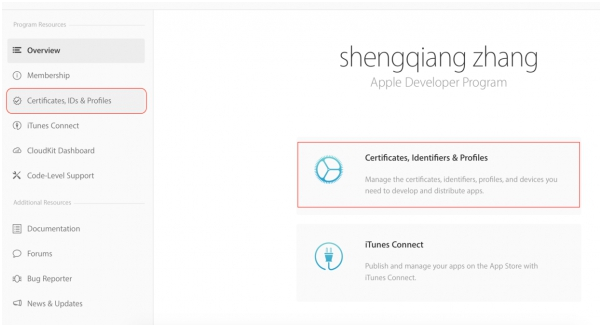 Program Resources
Overview
Membership
Certificates, IDs & Profiles
iTunes Connect
CloudKit Dashboard
Code-Level Support
Additional Resources
Documentation
Forums
Bug Reporter
News & Updates
shengqiang zhang
Apple Developer Program
Certificates, Identifiers & Profiles
Manage the certificates, identifiers, profiles, and devices you
need to develop and distribute apps.
iTunes Connect
Publish and manage your apps on the App Store with
iTunes Connect.